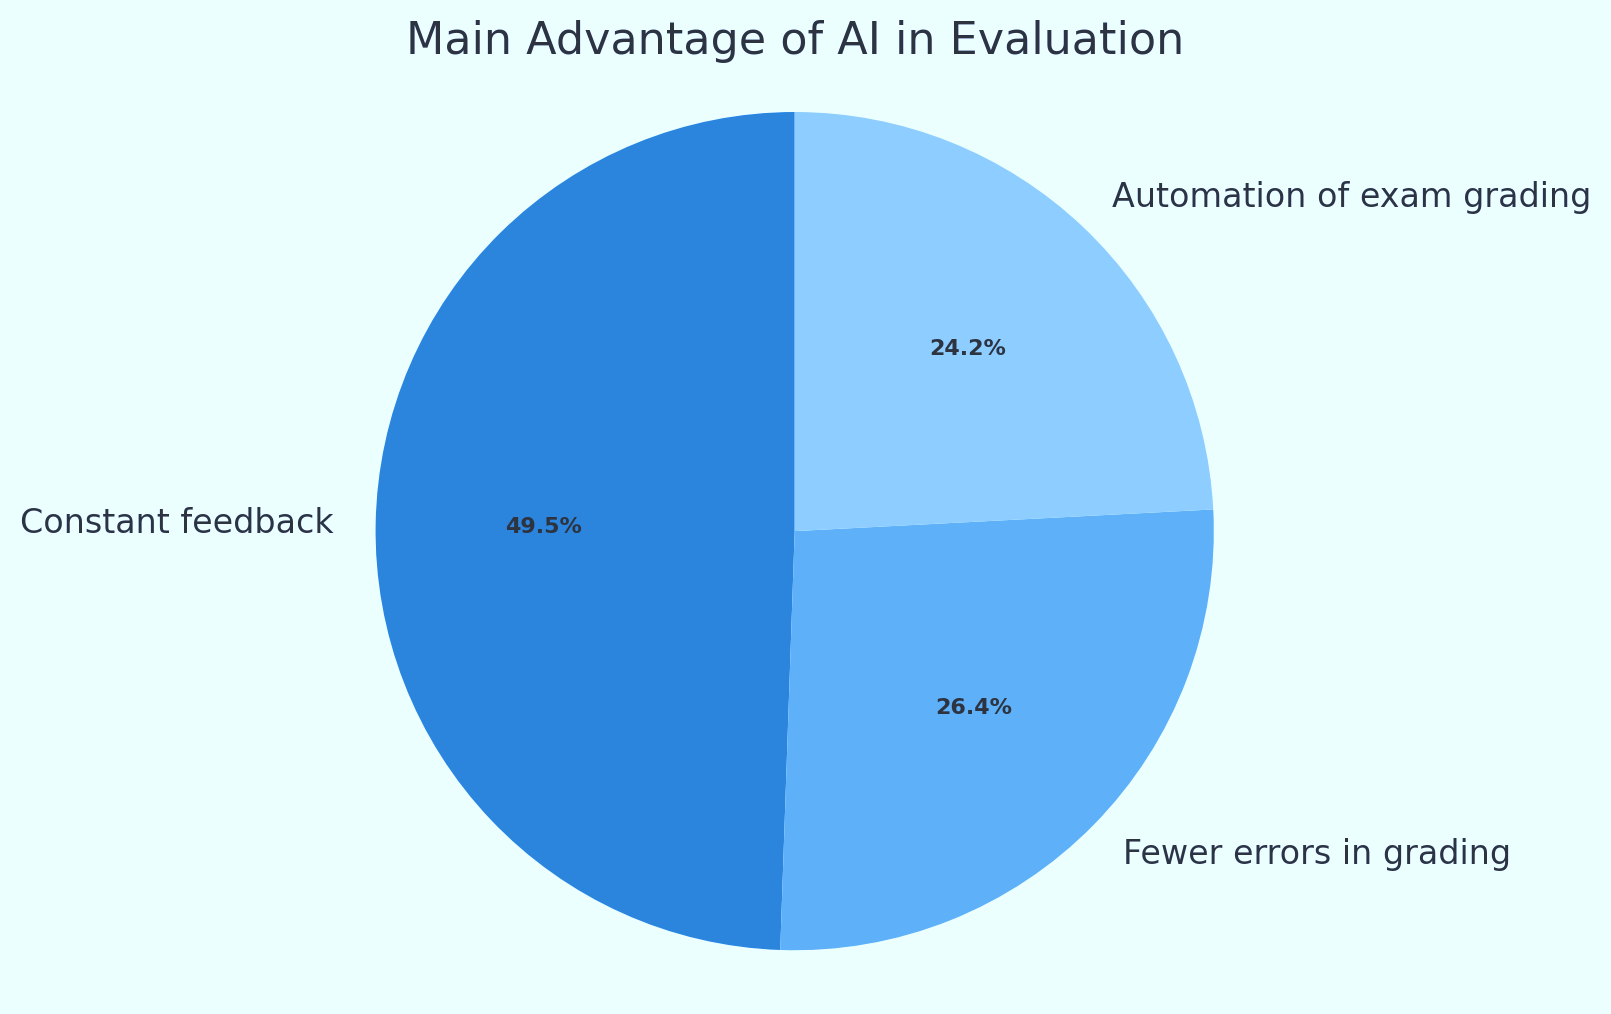 Main Advantage of AI in Evaluation
Automation of exam grading
24.2%
Constant feedback
49.5%
26.4%
Fewer errors in grading